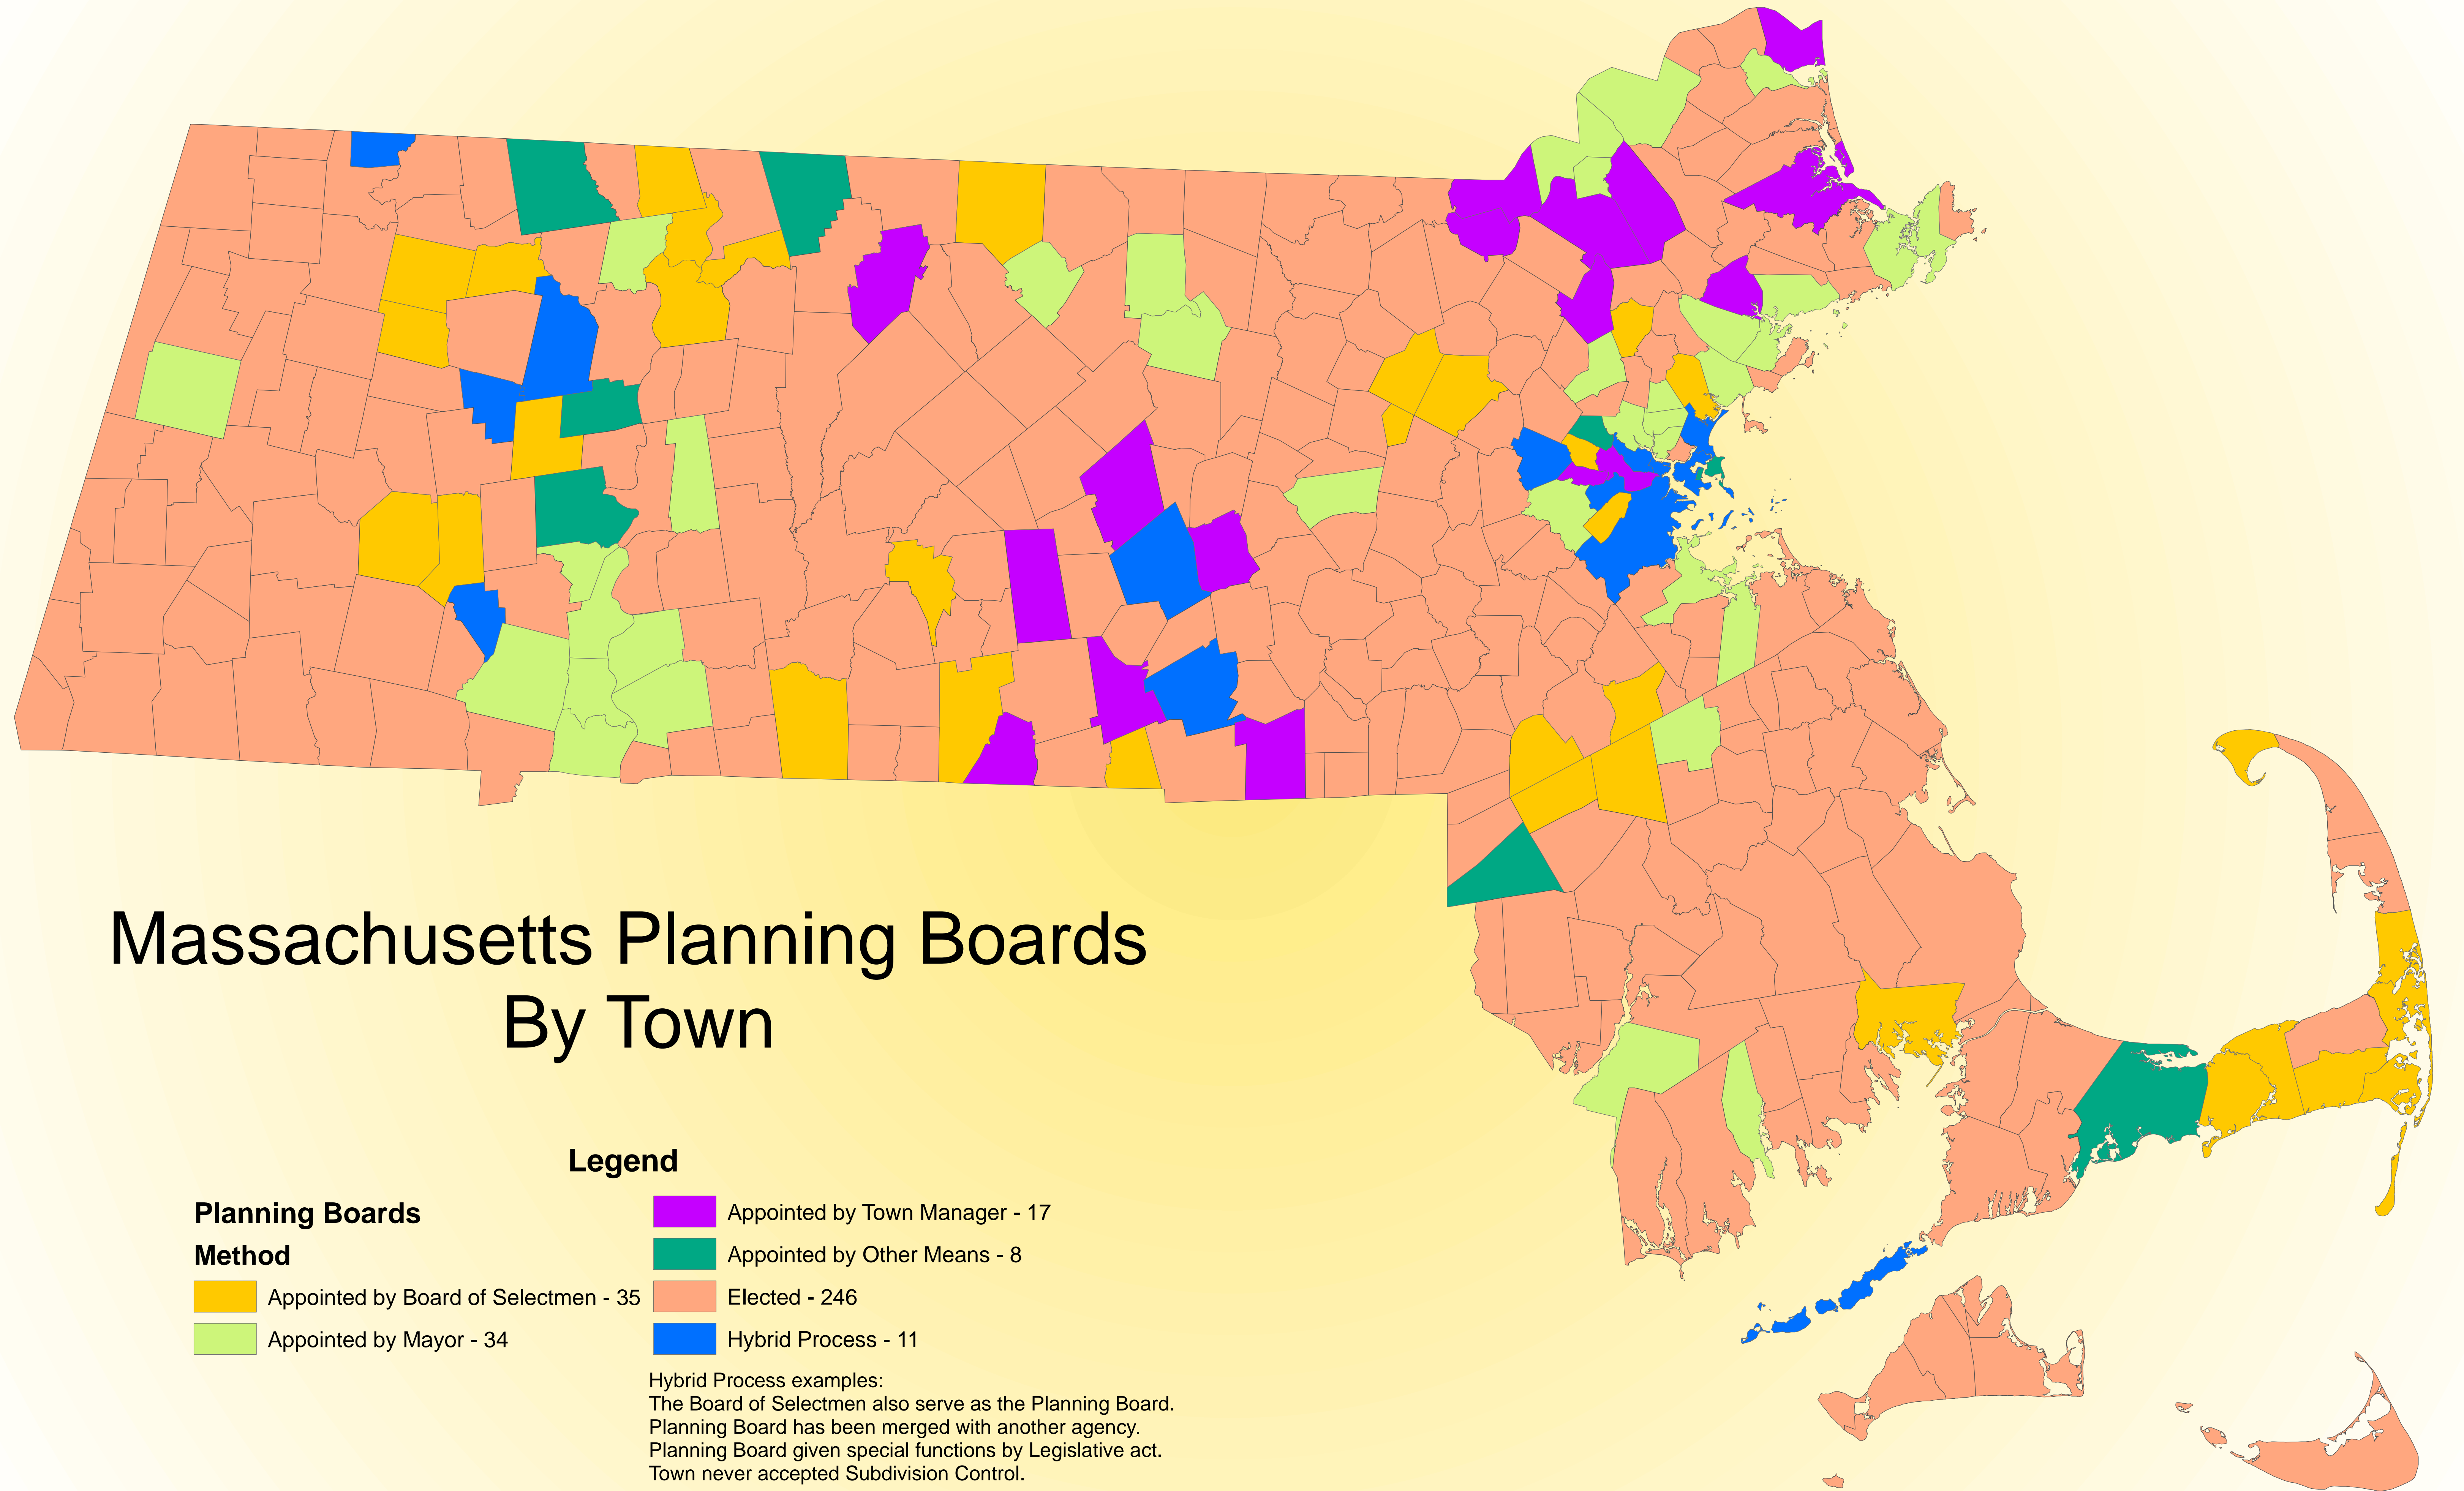 Massachusetts Planning Boards
By Town
Legend
Planning Boards
Method
Appointed by Board of Selectmen - 35
Appointed by Mayor - 34
Appointed by Town Manager - 17
Appointed by Other Means - 8
Elected - 246
Hybrid Process - 11
Hybrid Process examples:
The Board of Selectmen also serve as the Planning Board.
Planning Board has been merged with another agency.
Planning Board given special functions by Legislative act.
Town never accepted Subdivision Control.